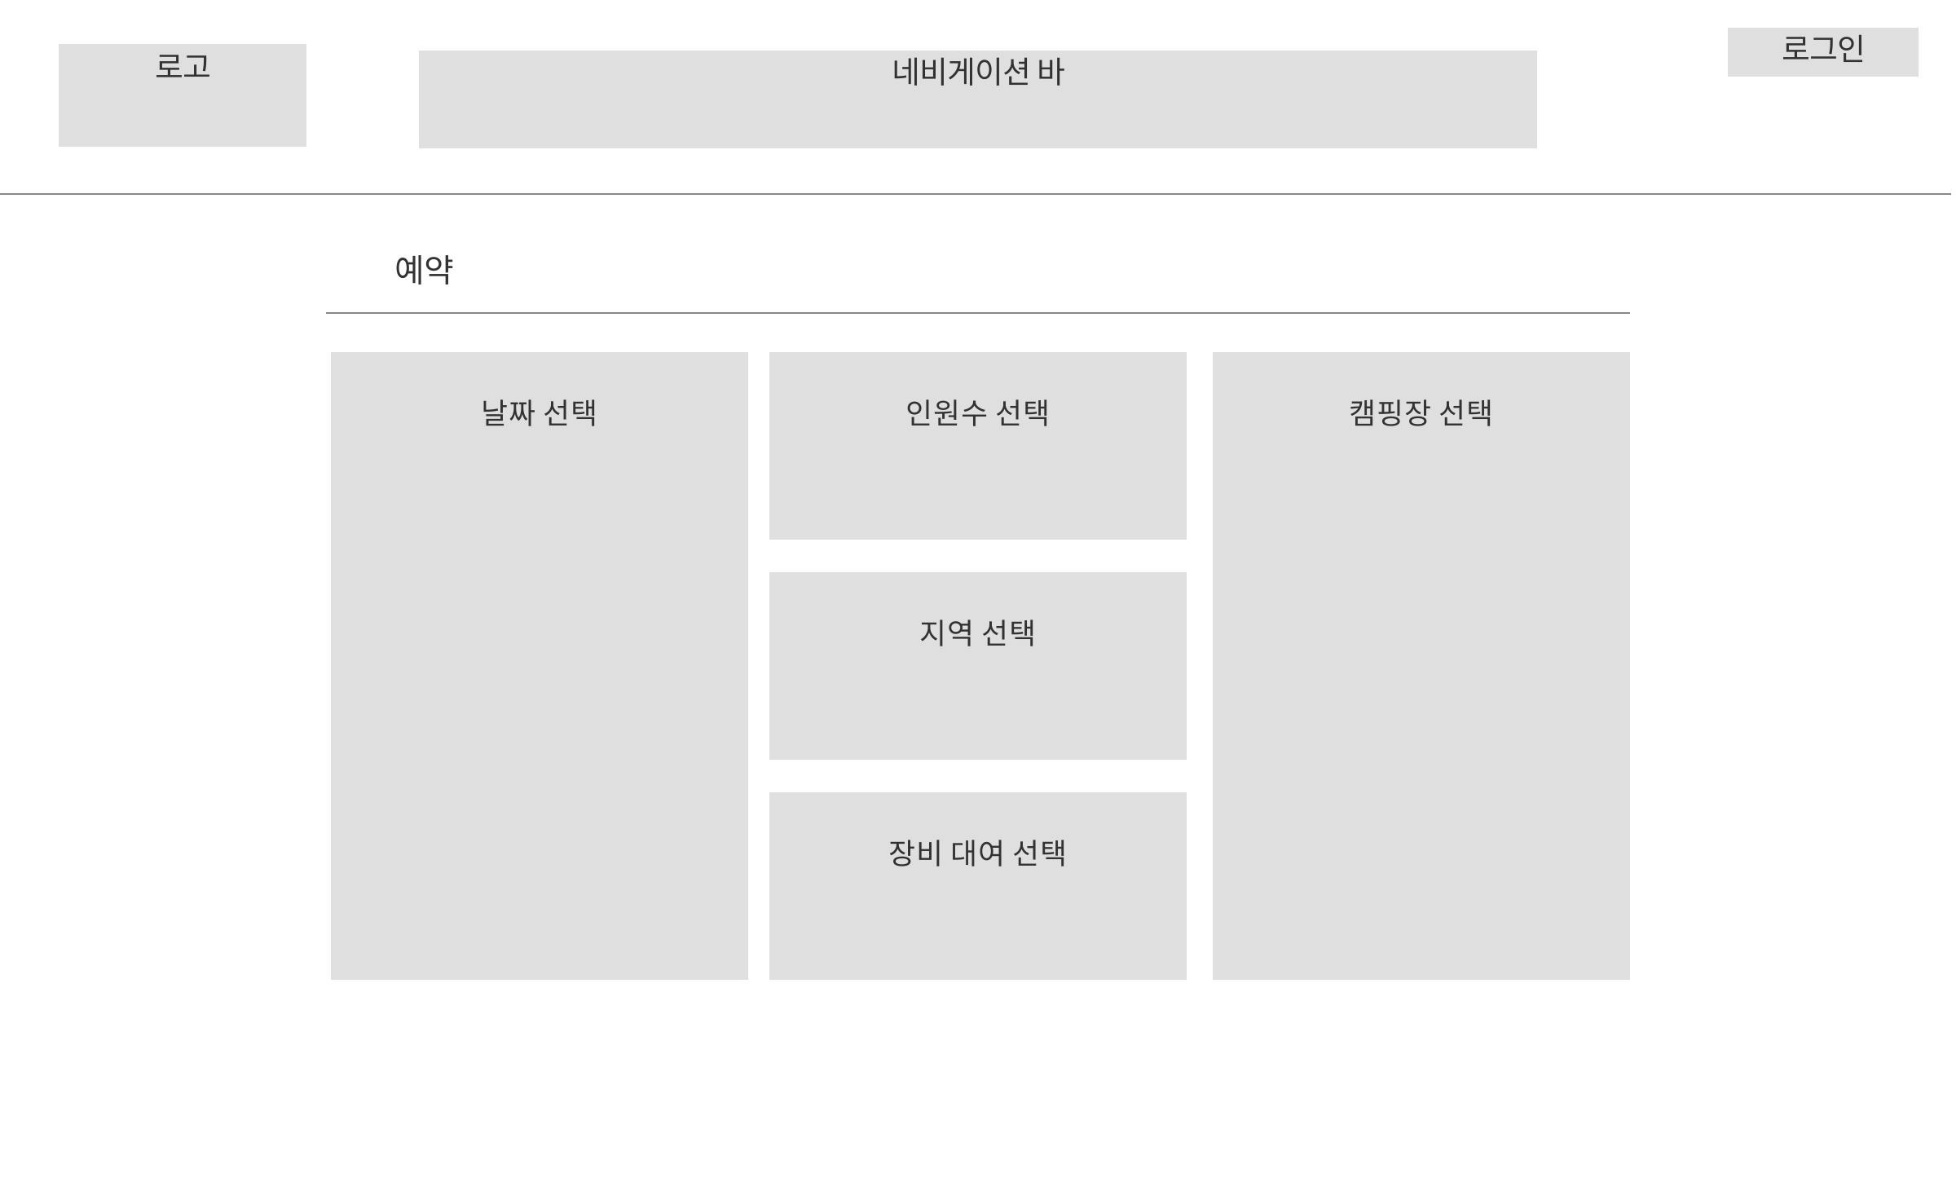 로고
네비게이션 바
로그인
예약
날짜 선택
인원수 선택
캠핑장 선택
지역 선택
장비 대여 선택